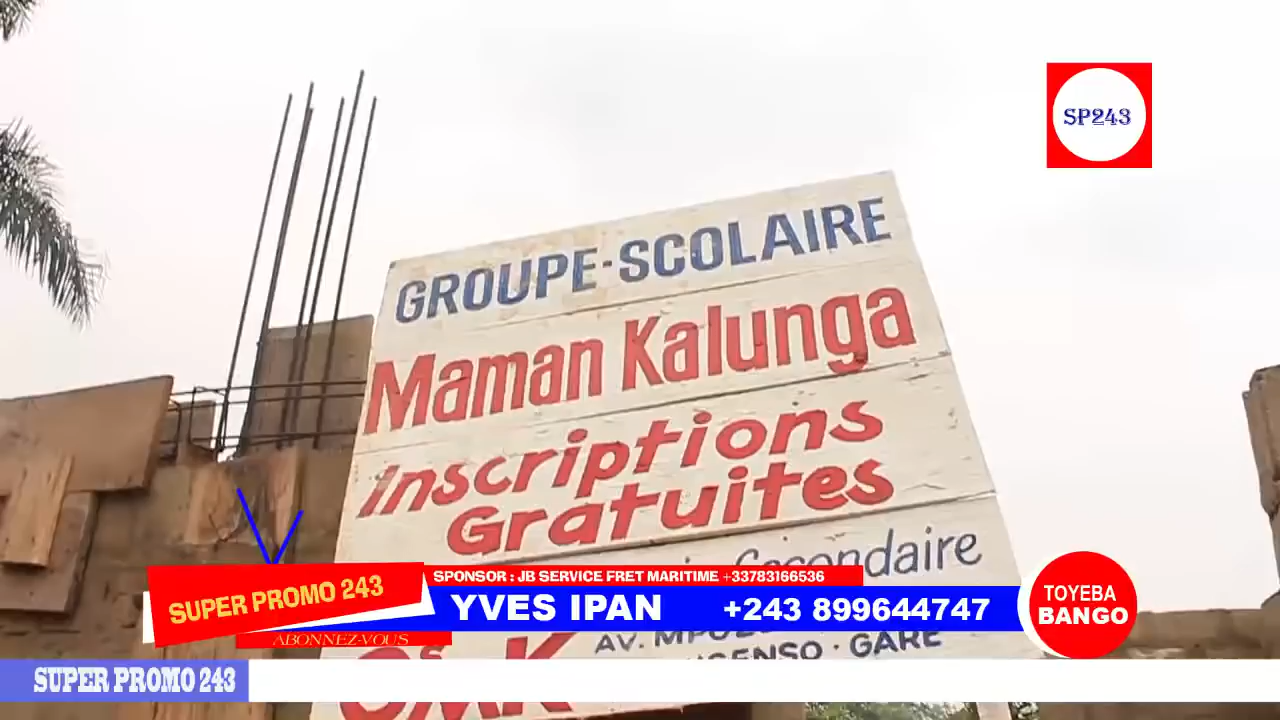 SP243
GROUPE-SCOLAIRE
Maman Kalunga
Inscriptions
Gratuites
Secondaire
SPONSOR : JB SERVICE FRET MARITIME +33783166536
SUPER PROMO 243
YVES IPAN +243 899644747
TOYEBA
BANGO
ABONNEZ-VOUS
AV.
GARE
SUPER PROMO 243